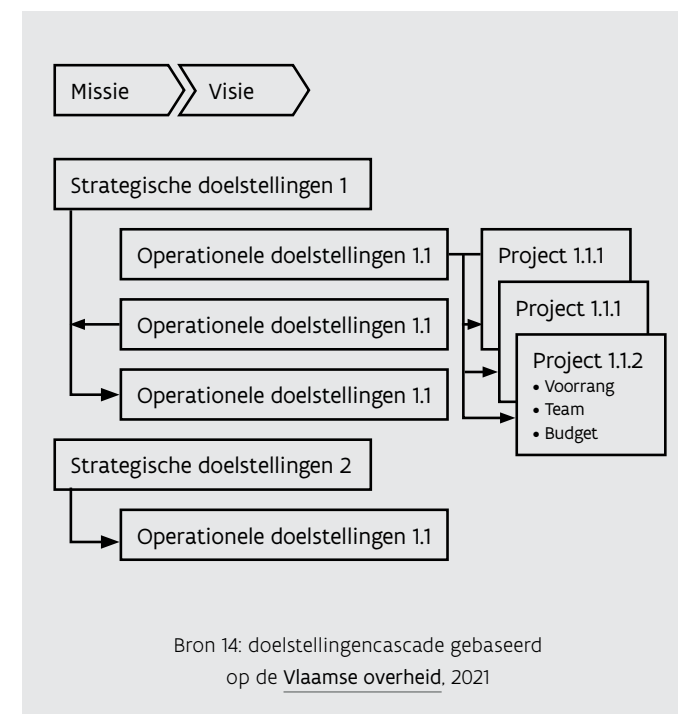 Missie
Visie
Strategische doelstellingen 1
Operationele doelstellingen 1.1
Operationele doelstellingen 1.1
Operationele doelstellingen 1.1
Project 1.1.1
Project 1.1.1
Project 1.1.2
• Voorrang
• Team
• Budget
Strategische doelstellingen 2
Operationele doelstellingen 1.1
Bron 14: doelstellingencascade gebaseerd
op de Vlaamse overheid, 2021